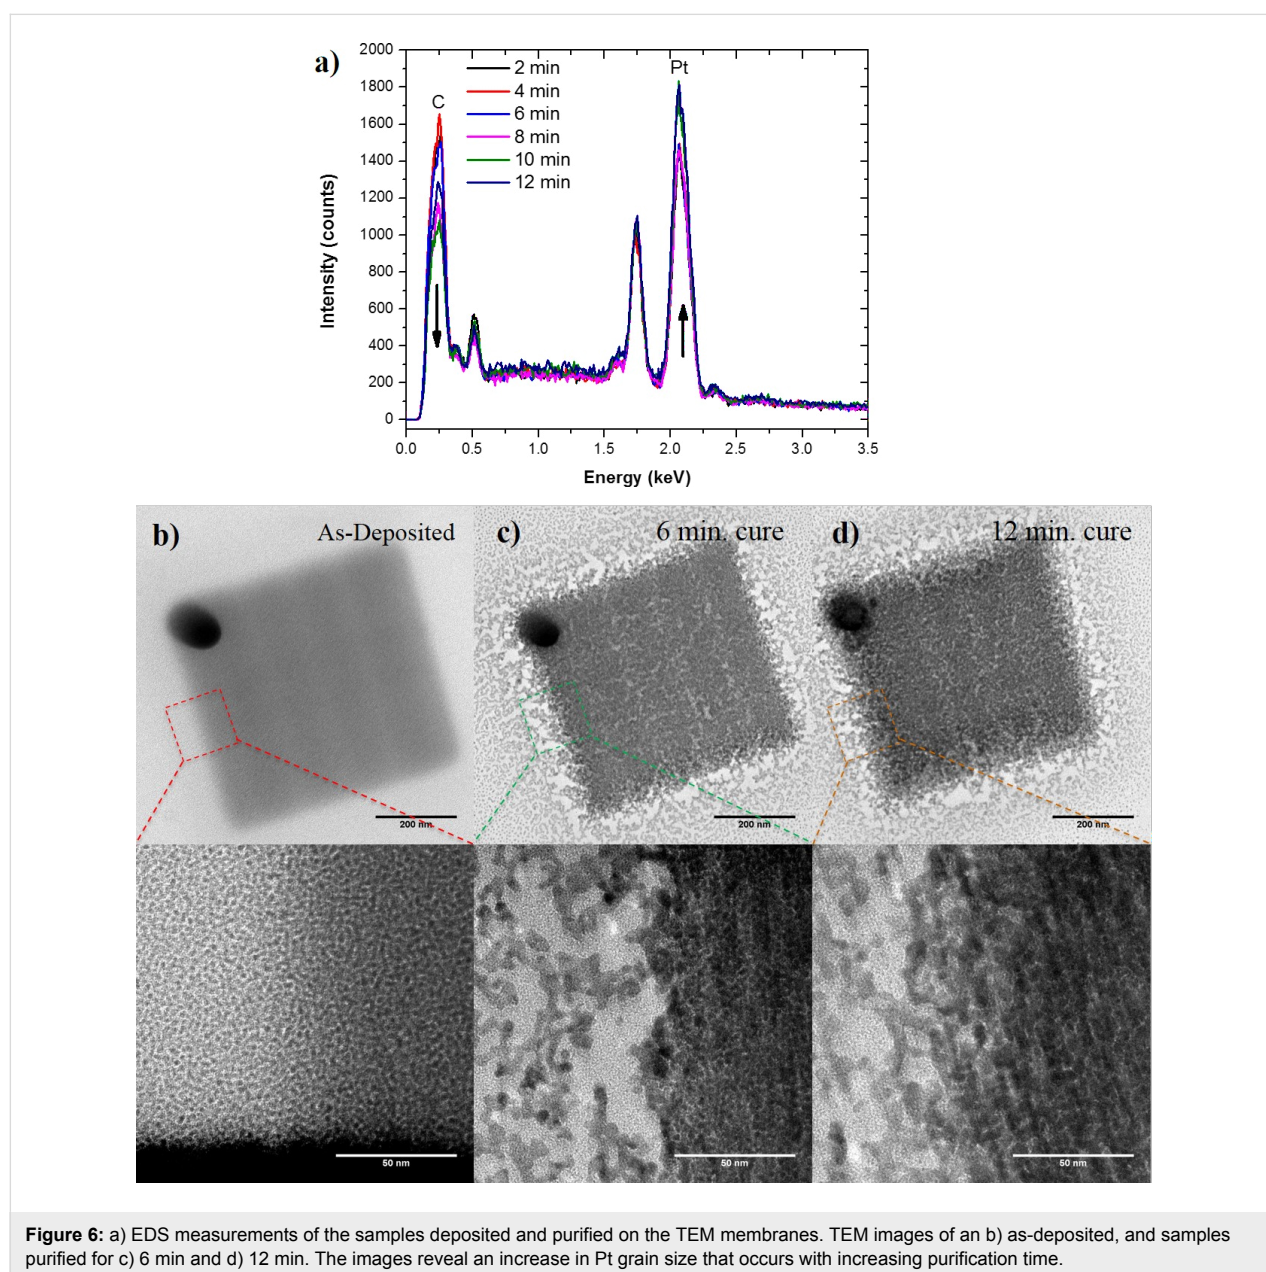 a)
2000
1800
1600
1400
1200
1000
800
600
400
200
0
Intensity (counts)
C
Pt
2 min
4 min
6 min
8 min
10 min
12 min
0.0 0.5 1.0 1.5 2.0 2.5 3.0 3.5
Energy (keV)
b) As-Deposited
c) 6 min. cure
d) 12 min. cure
200 nm
200 nm
200 nm
50 nm
50 nm
50 nm
Figure 6: a) EDS measurements of the samples deposited and purified on the TEM membranes. TEM images of an b) as-deposited, and samples
purified for c) 6 min and d) 12 min. The images reveal an increase in Pt grain size that occurs with increasing purification time.